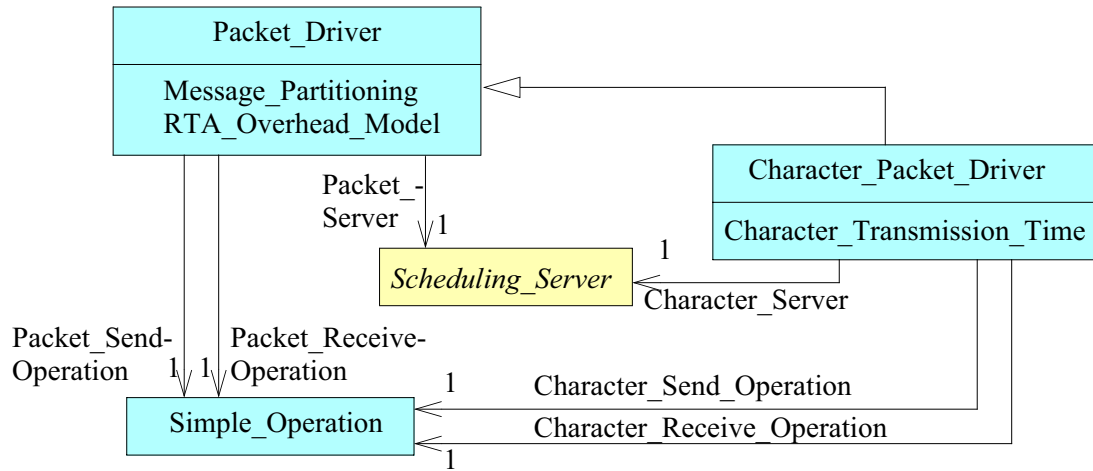 Packet_Driver
Message_Partitioning
RTA_Overhead_Model
Character_Packet_Driver
Character_Transmission_Time
Packet_-
Server
1
Scheduling_Server
1
Character_Server
Packet_Send-
Operation
1
Packet_Receive-
Operation
1
Simple_Operation
1
Character_Send_Operation
Character_Receive_Operation
1